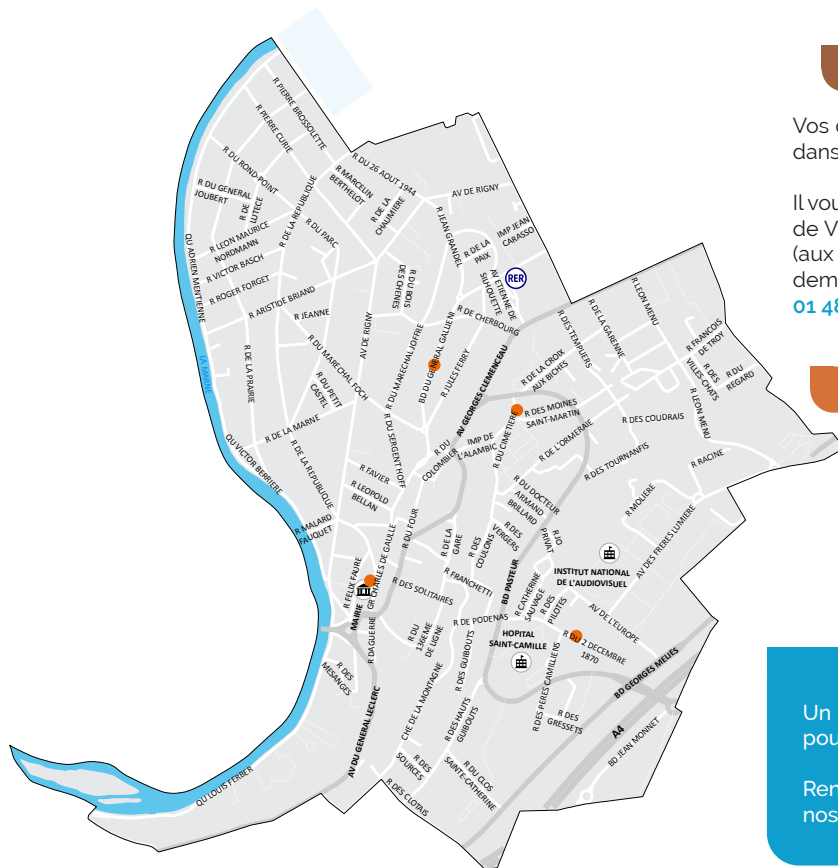 R PIERRE BROSSOLETTE
R PIERRE CURIE
R DU ROND-POINT
R DU GENERAL
JOUBERT
R DE
LUTECE
R LEON MAURICE
NORDMANN
R VICTOR BASCH
R ROGER FORGET
QU ADRIEN MENTIENNE
R DE LA REPUBLIQUE
R DU PARC
R MARCELIN
BERTHELOT
R DU 26 AOUT 1944
R DE LA
CHAUMIERE
AV DE RIGNY
R JEAN GRANDEL
IMP JEAN
CARASSO
R DE LA
PAIX
AV ETIENNE DE
SILHOUETTE
RER
R DU BOIS
DES CHENES
R ARISTIDE BRIAND
R JEANNE
AV DE RIGNY
R DU MARECHAL JOFFRE
BD DU GENERAL GALLIENI
R JULES FERRY
R DE CHERBOURG
AV GEORGES CLEMENCEAU
R DES TEMPLIERS
R DE LA GARENNE
R LEON MENU
R FRANCOIS
DE TROY
R DES
VILLE-CHATS
R DU
REGARD
R LEON MENU
R DE LA CROIX
AUX BICHES
LA MARNE
R DE LA PRAIRIE
R DU MARECHAL FOCH
R DU PETIT
CASTEL
R DE LA MARNE
R DU SERGENT HOFF
R DU
COLOMBIER
IMP DE
L'ALAMBIC
R DU CIMETIERE
R DES MOINES
SAINT-MARTIN
R DE L'ORMERAIE
R DES COUDRAIS
R DES TOURNANFIS
R RACINE
R MOLIERE
AV DES FRERES LUMIERE
QU VICTOR BERRIERE
R DE LA REPUBLIQUE
R FAVIER
R LEOPOLD
BELLAN
R MALARD
FAUQUET
R DU FOUR
R DE LA
GARE
R DES
COULONS
R DES
VERGERS
R DU DOCTEUR
ARMAND
BRILLARD
R JO
PRIVAT
INSTITUT NATIONAL
DE L'AUDIOVISUEL
R FELIX FAURE
GR CHARLES DE GAULLE
MARIE
R DAGUERRE
R DES SOLITAIRES
R FRANCHETTI
BD PASTEUR
R CATHERINE
SAUVAGE
R DES
PILOTES
AV DE L'EUROPE
R DE PODENAS
HOPITAL
SAINT-CAMILLE
R DU 2 DECEMBRE
1870
R DU
136EME
DE LIGNE
R DES GUIBOUTS
R DES
MESANGES
AV DU GENERAL LECLERC
CHE DE LA MONTAGNE
R DES HAUTS
GUIBOUTS
R DES PERES CAMILLIENS
R DES
GRESSETS
BD GEORGES MELIES
A4
BD JEAN MONNET
R DES
SOURCES
R DU CLOS
SAINTE-CATHERINE
R DES CLOTAIS
QU LOUIS FERBER
Vos
dans
Il vou
de V
(aux
dem
01 48
Un
pou
Ren
nos